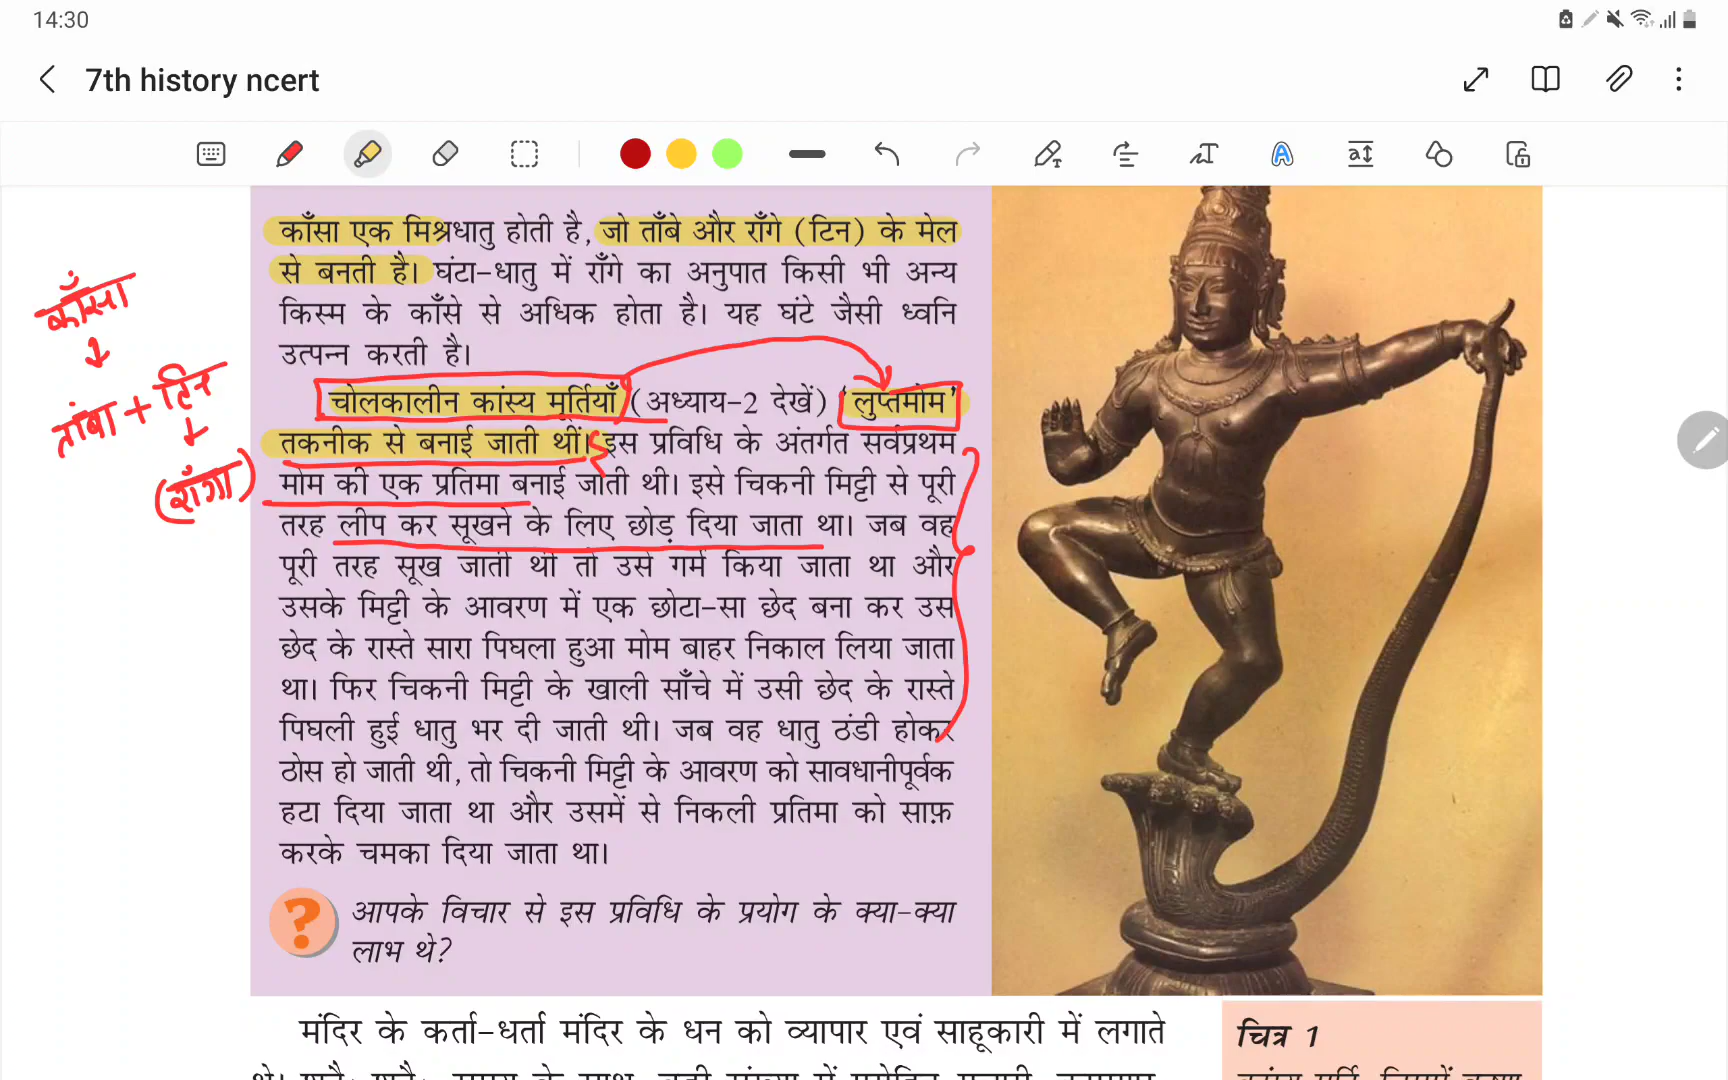 14:30
7th history ncert
काँसा एक मिश्रधातु होती है, जो ताँबे और राँगे (टिन) के मेल
से बनती है। घंटा-धातु में राँगे का अनुपात किसी भी अन्य
किस्म के काँसे से अधिक होता है। यह घंटे जैसी ध्वनि
उत्पन्न करती है।
चोलकालीन कांस्य मूर्तियाँ (अध्याय-2 देखें) 'लुप्तमोम'
तकनीक से बनाई जाती थीं। इस प्रविधि के अंतर्गत सर्वप्रथम
मोम की एक प्रतिमा बनाई जाती थी। इसे चिकनी मिट्टी से पूरी
तरह लीप कर सूखने के लिए छोड़ दिया जाता था। जब वह
पूरी तरह सूख जाती थी तो उसे गर्म किया जाता था और
उसके मिट्टी के आवरण में एक छोटा-सा छेद बना कर उस
छेद के रास्ते सारा पिघला हुआ मोम बाहर निकाल लिया जाता
था। फिर चिकनी मिट्टी के खाली साँचे में उसी छेद के रास्ते
पिघली हुई धातु भर दी जाती थी। जब वह धातु ठंडी होकर
ठोस हो जाती थी, तो चिकनी मिट्टी के आवरण को सावधानीपूर्वक
हटा दिया जाता था और उसमें से निकली प्रतिमा को साफ़
करके चमका दिया जाता था।
आपके विचार से इस प्रविधि के प्रयोग के क्या-क्या
लाभ थे?
काँसा
तांबा + टिन
(राँगा)
मंदिर के कर्ता-धर्ता मंदिर के धन को व्यापार एवं साहूकारी में लगाते
चित्र 1